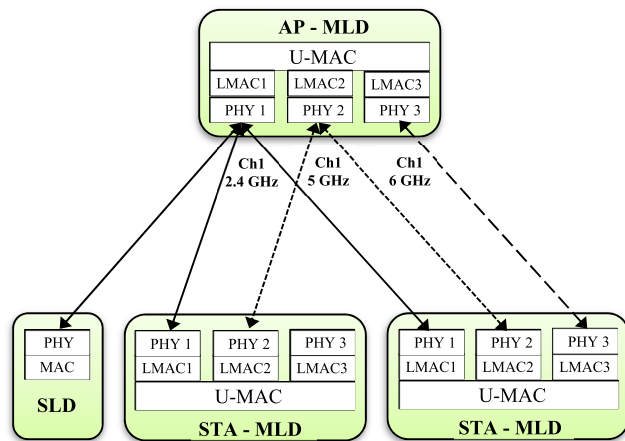 AP - MLD
U-MAC
LMAC1 LMAC2 LMAC3
PHY 1 PHY 2 PHY 3
Ch1 Ch1 Ch1
2.4 GHz 5 GHz 6 GHz
PHY PHY 1 PHY 2 PHY 3 PHY 1 PHY 2 PHY 3
MAC LMAC1 LMAC2 LMAC3 LMAC1 LMAC2 LMAC3
U-MAC U-MAC
SLD STA - MLD STA - MLD